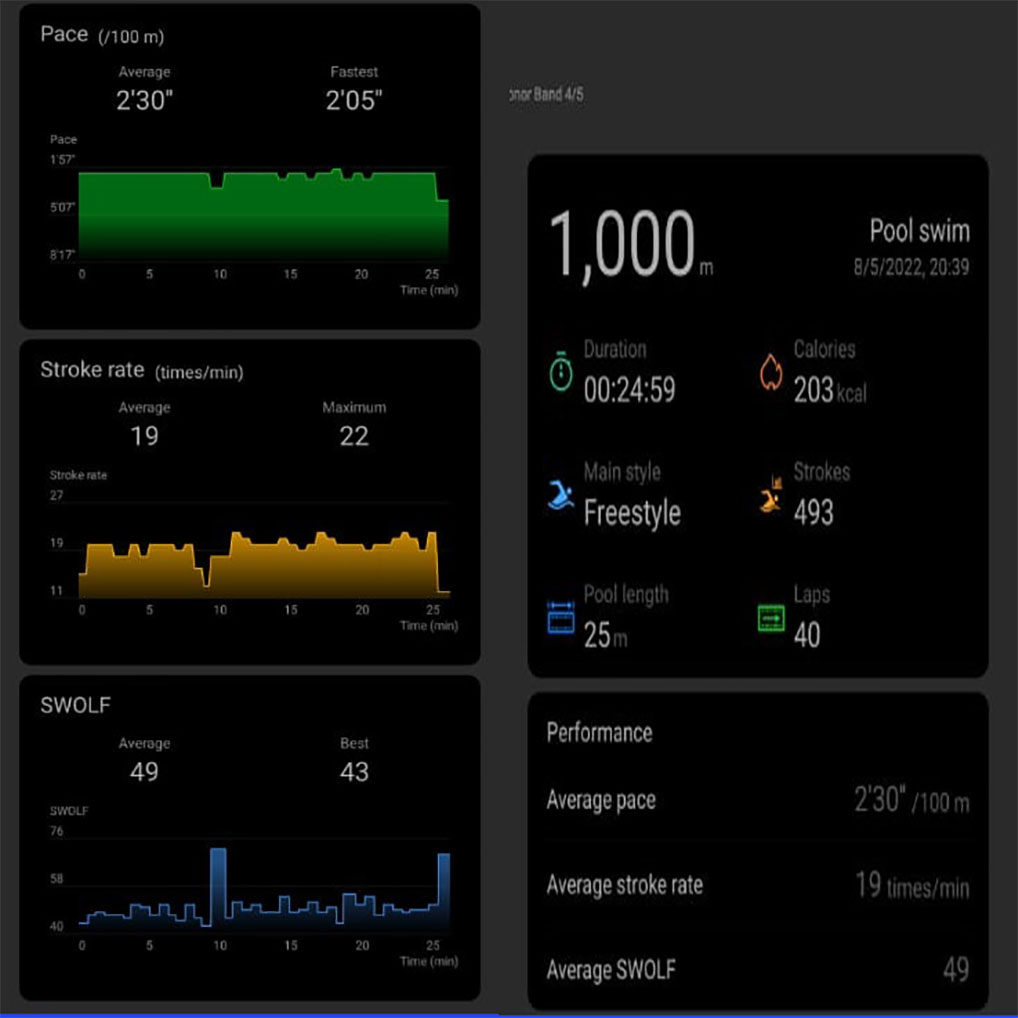 Pace (/100 m)
Average Fastest
2'30" 2'05"
Pace
1'57"
5'07"
8'17"
0 5 10 15 20 25
Time (min)
Stroke rate (times/min)
Average Maximum
19 22
Stroke rate
27
19
11
0 5 10 15 20 25
Time (min)
SWOLF
Average Best
49 43
SWOLF
76
58
40
0 5 10 15 20 25
Time (min)
onor Band 4/5
1,000 m
Pool swim
8/5/2022, 20:39
Duration Calories
00:24:59 203 kcal
Main style Strokes
Freestyle 493
Pool length Laps
25 m 40
Performance
Average pace 2'30" /100 m
Average stroke rate 19 times/min
Average SWOLF 49